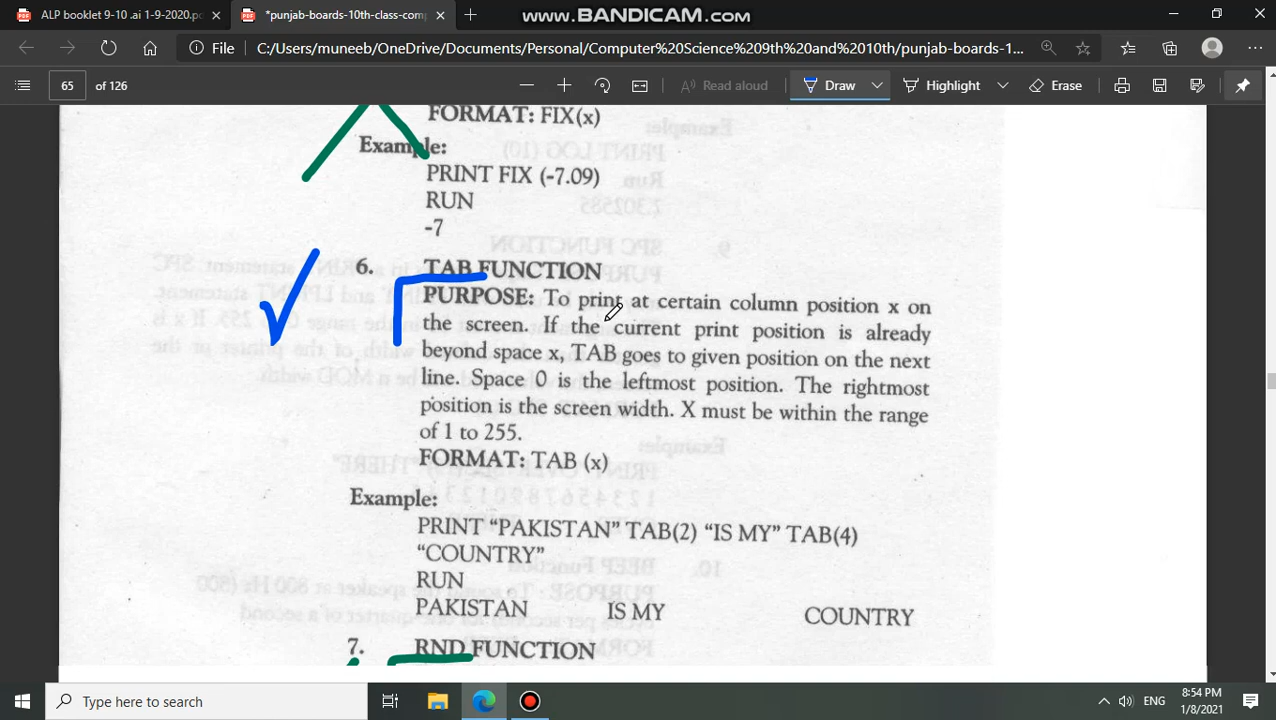 ALP booklet 9-10 .ai 1-9-2020.p
*punjab-boards-10th-class-com
www.BANDICAM.com
File
C:/Users/muneeb/OneDrive/Documents/Personal/Computer%20Science%209th%20and%2010th/punjab-boards-1...
65 of 126
Read aloud
Draw
Highlight
Erase
FORMAT: FIX(x)
Example:
PRINT FIX (-7.09)
RUN
-7
6. TAB FUNCTION
PURPOSE: To print at certain column position x on
the screen. If the current print position is already
beyond space x, TAB goes to given position on the next
line. Space 0 is the leftmost position. The rightmost
position is the screen width. X must be within the range
of 1 to 255.
FORMAT: TAB (x)
Example:
PRINT “PAKISTAN” TAB(2) “IS MY” TAB(4)
“COUNTRY”
RUN
PAKISTAN IS MY COUNTRY
7. RND FUNCTION
Type here to search
ENG
8:54 PM
1/8/2021